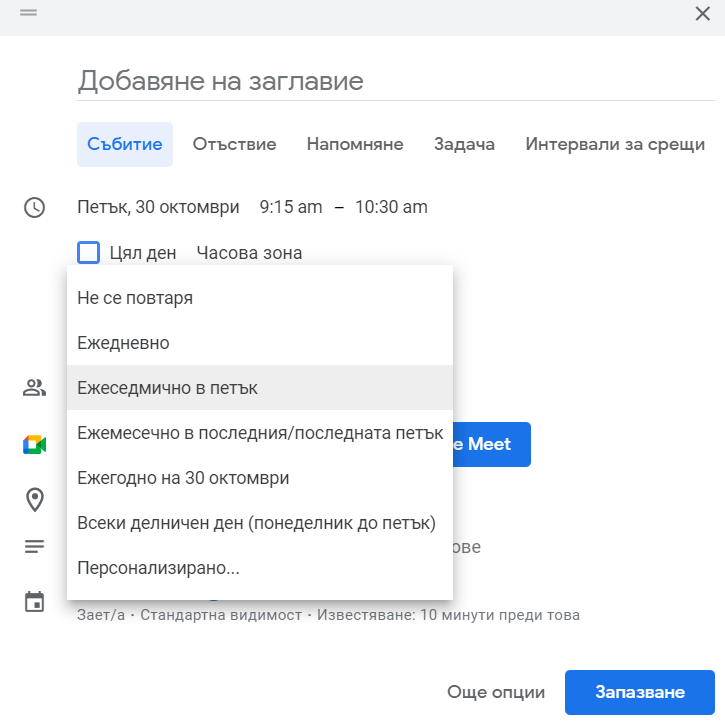 Добавяне на заглавие
Събитие Отъствие Напомняне Задача Интервали за срещи
Петък, 30 октомври 9:15 am – 10:30 am
Цял ден Часова зона
Не се повтаря
Ежедневно
Ежеседмично в петък
Ежемесечно в последния/последната петък
e Meet
Ежегодно на 30 октомври
Всеки делничен ден (понеделник до петък)
ове
Персонализирано...
Зает/а · Стандартна видимост · Известяване: 10 минути преди това
Още опции Запазване